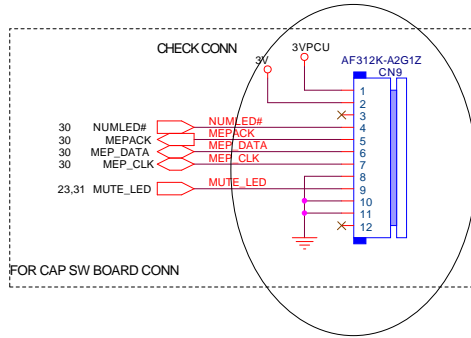 CHECK CONN
3VPCU
AF312K-A2G1Z
3V
CN9
1
2
3
30 NUMLED# NUMLED# 4
30 MEPACK MEPACK 5
30 MEP_DATA MEP_DATA 6
30 MEP_CLK MEP_CLK 7
8
23,31 MUTE_LED MUTE_LED 9
10
11
12
FOR CAP SW BOARD CONN